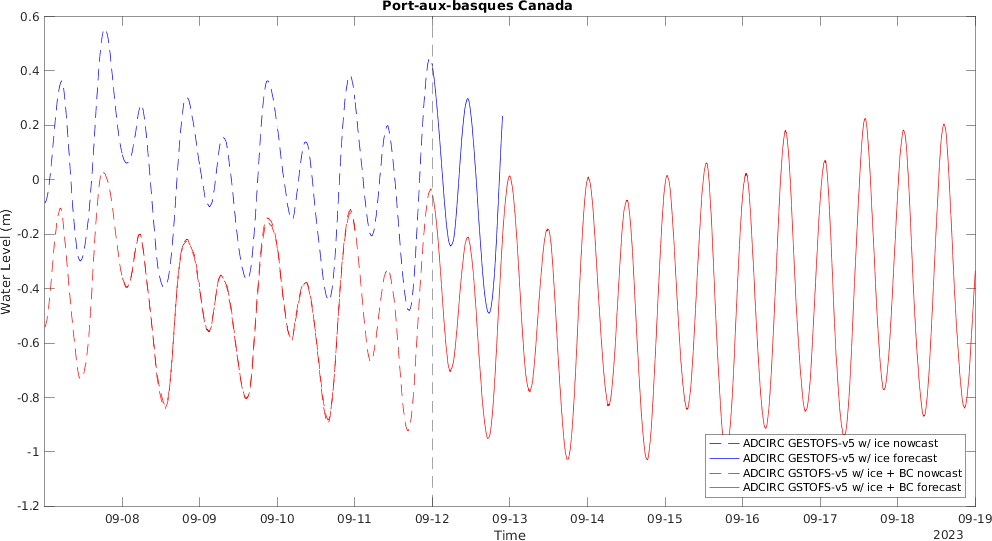 Port-aux-basques Canada
0.6
0.4
0.2
0
-0.2
-0.4
-0.6
-0.8
-1
-1.2
Water Level (m)
09-08 09-09 09-10 09-11 09-12 09-13 09-14 09-15 09-16 09-17 09-18 09-19
Time
2023
ADCIRC GESTOFS-v5 w/ ice nowcast
ADCIRC GESTOFS-v5 w/ ice forecast
ADCIRC GSTOFS-v5 w/ ice + BC nowcast
ADCIRC GSTOFS-v5 w/ ice + BC forecast